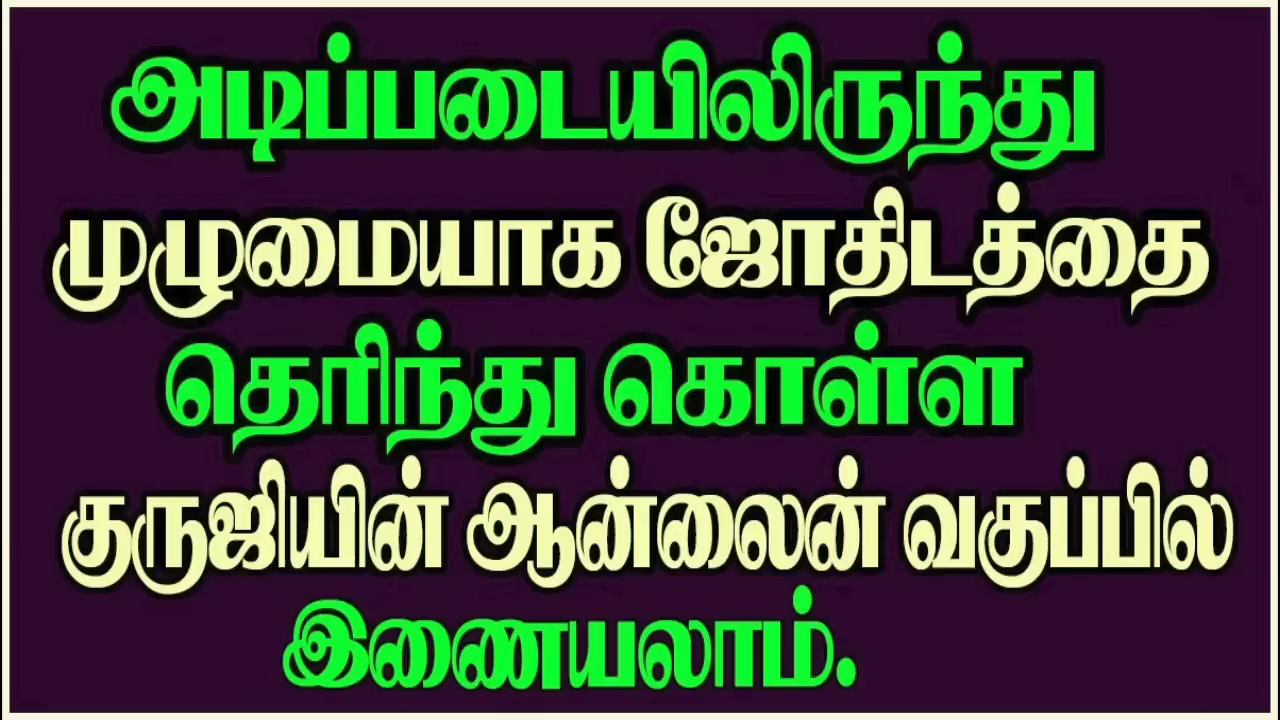 அடிப்படையிலிருந்து
முழுமையாக ஜோதிடத்தை
தெரிந்து கொள்ள
குருஜியின் ஆன்லைன் வகுப்பில்
இணையலாம்.